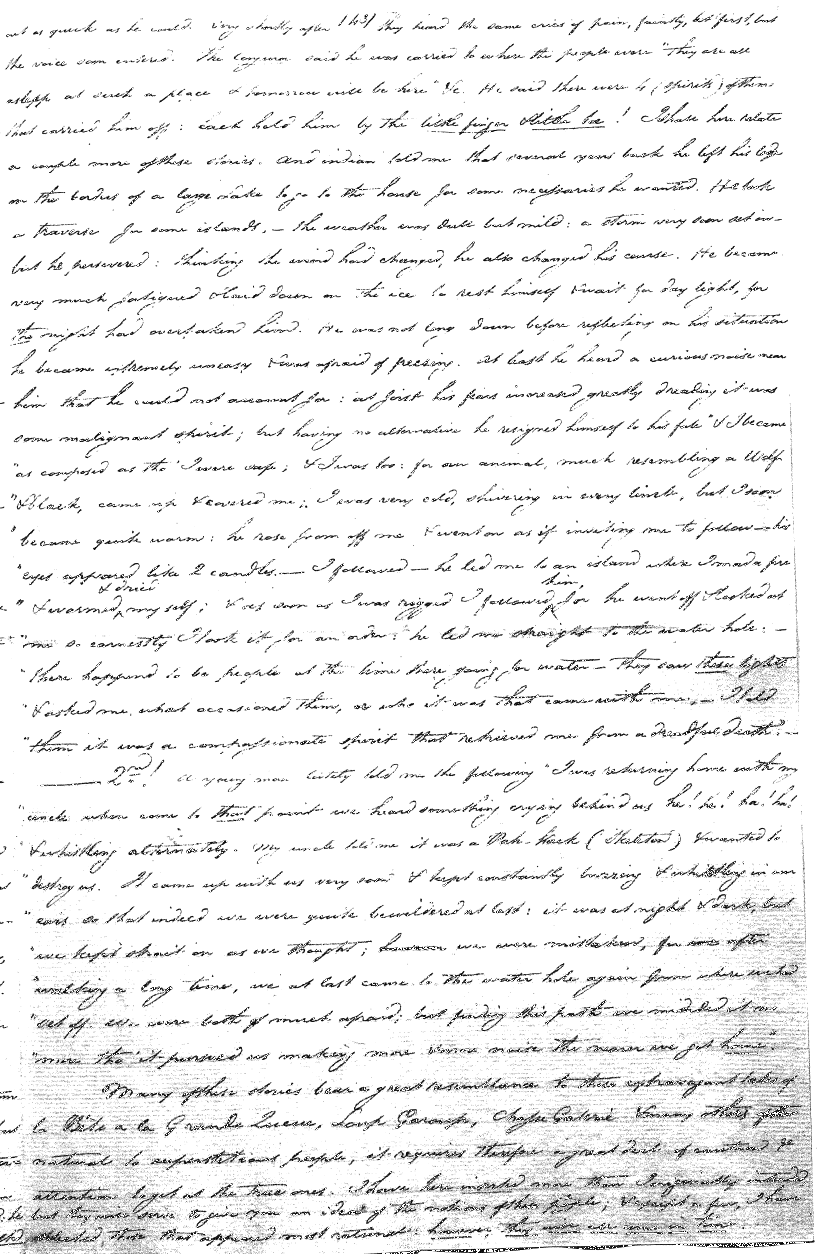 out as quick as he could. Very shortly after [43] they heard the same cries of pain, faintly, at first, but
the voice soon entered. The Conjuror said he was carried to where the people were "they are all
asleep at such a place & tomorrow will be here" &c. He said there were 4 (spirits) of them
that carried him off: each held him by the little finger & little toe! I shall here relate
a couple more of these stories. An indian told me that several years back he left his lodge
on the borders of a large lake to go to the house for some necessaries he wanted. He took
a traverse for some islands. — the weather was dull but mild: a storm very soon set in —
but he persevered: thinking the wind had changed, he also changed his course. He became
very much fatigued & laid down on the ice to rest himself & wait for day light, for
the night had overtaken him. He was not long down before reflecting on his situation
he became extremely uneasy & was afraid of freezing. At last he heard a curious noise near
him that he could not account for: at first his fears increased greatly dreading it was
some malignant spirit; but having no alternative he resigned himself to his fate "& I became
"as composed as tho' I were safe; & I was too: for an animal, much resembling a Wolf
"& black, came up & covered me; I was very cold, shivering in every limb, but I soon
"became quite warm: he rose from off me & went on as if inviting me to follow — his
"eyes appeared like 2 candles. — I followed — he led me to an island where I made a fire
"& warmed & dried my self; & as soon as I was rigged I followed him, for he went off & looked at
"me so earnestly I took it for an order: he led me straight to the water hole: —
"there happened to be people at the time there going for water — they saw these lights
"& asked me what occasioned them, or who it was that came with me, — I told
"them it was a compassionate spirit that retrieved me from a dreadful death". —
—— 2nd! A young man lately told me the following "I was returning home with my
"uncle when come to that point we heard something crying behind us he! he! ha! ha!
"& whistling alternately. My uncle told me it was a Pah-kack (Skeleton) & wanted to
"destroy us. It came up with us very soon & kept constantly buzzing & whistling in our
"ears so that indeed we were quite bewildered at last: it was at night & dark, but
"we kept strait on as we thought; however we were mistaken, for after
"walking a long time, we at last came to the water hole again from where we had
"set off. We were both of much afraid; but finding this path we minded it no
"more tho' it pursued us making more & more noise the nearer we got home".
Many of these stories bear a great resemblance to those extravagant tales of
la Bête a la Grande Queue, Loup Garoup, Chasse Galerie & many others quite
natural to superstitious people, it requires therefore a great deal of
attention to get at the true ones. I have here inserted more than I
but they may serve to give you an idea of the notions of these people; & except a few, I have
selected those that appeared most rational: however